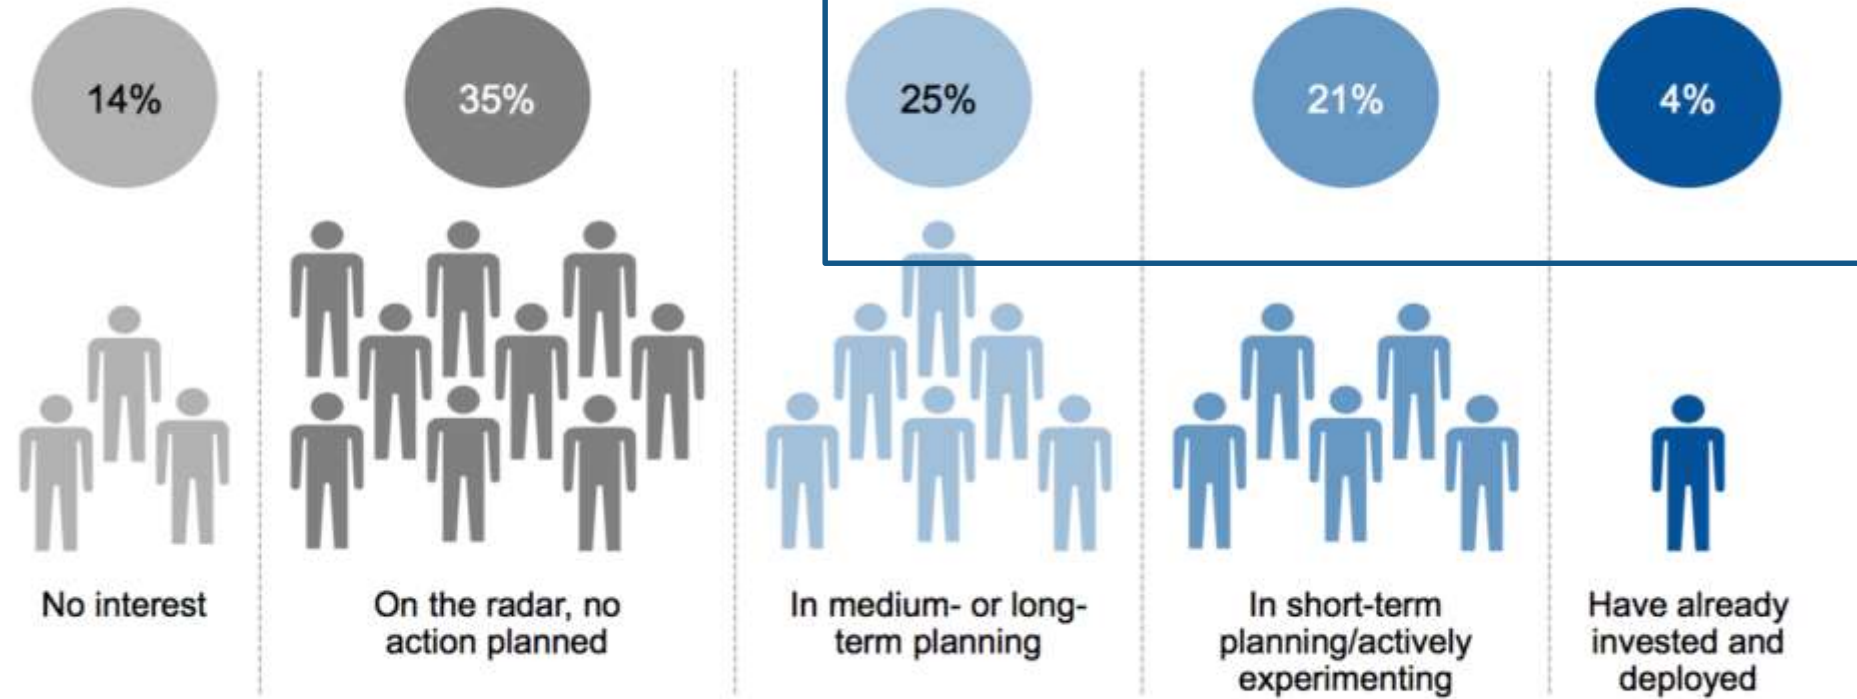 14%
35%
25%
21%
4%
No interest
On the radar, no
action planned
In medium- or long-
term planning
In short-term
planning/actively
experimenting
Have already
invested and
deployed